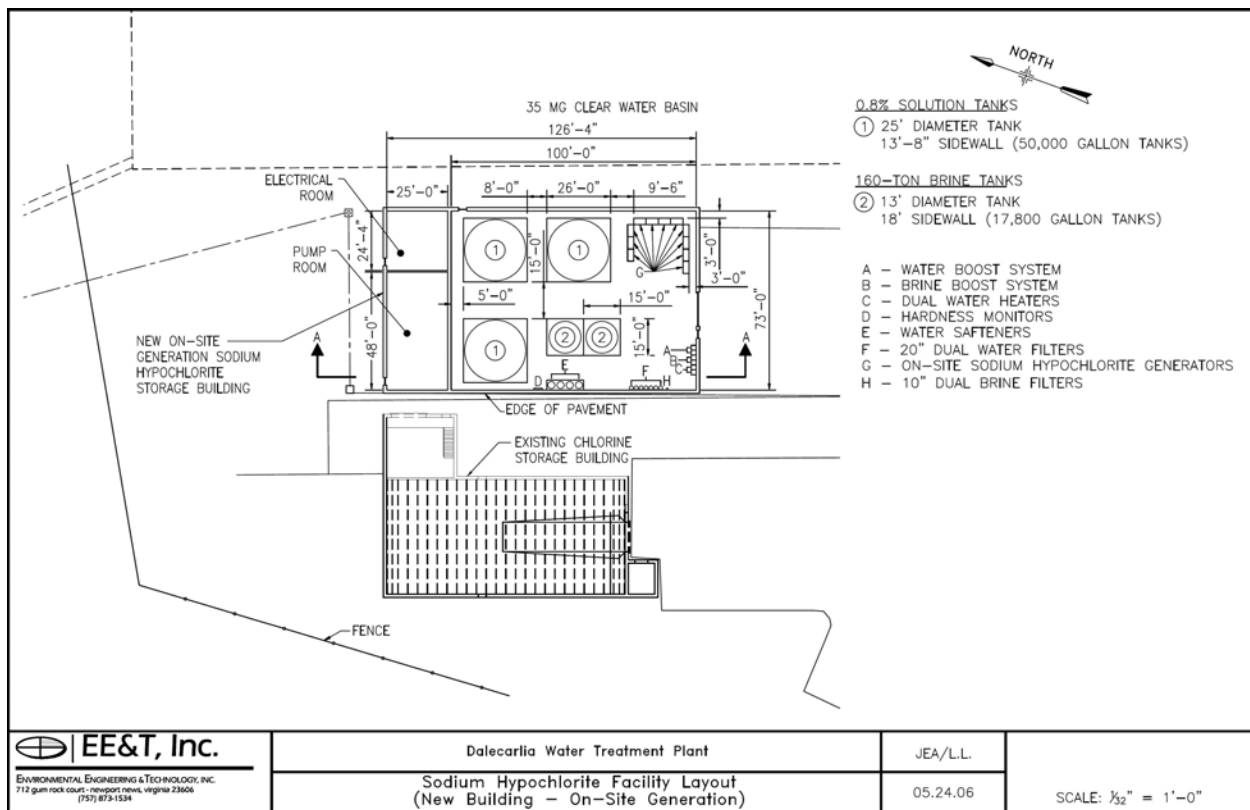 NORTH
35 MG CLEAR WATER BASIN
126'-4"
100'-0"
ELECTRICAL
ROOM
25'-0"
8'-0"
26'-0"
9'-6"
24'-4"
PUMP
ROOM
1
1
15'-0"
G
3'-0"
3'-0"
5'-0"
15'-0"
73'-0"
48'-0"
NEW ON-SITE
GENERATION SODIUM
HYPOCHLORITE
STORAGE BUILDING
A
1
2
2
15'-0"
A
B
C
A
E
D
F
H
EDGE OF PAVEMENT
EXISTING CHLORINE
STORAGE BUILDING
FENCE
0.8% SOLUTION TANKS
1 25' DIAMETER TANK
13'-8" SIDEWALL (50,000 GALLON TANKS)
160-TON BRINE TANKS
2 13' DIAMETER TANK
18' SIDEWALL (17,800 GALLON TANKS)
A - WATER BOOST SYSTEM
B - BRINE BOOST SYSTEM
C - DUAL WATER HEATERS
D - HARDNESS MONITORS
E - WATER SAFTENERS
F - 20" DUAL WATER FILTERS
G - ON-SITE SODIUM HYPOCHLORITE GENERATORS
H - 10" DUAL BRINE FILTERS
EE&T, Inc.
ENVIRONMENTAL ENGINEERING & TECHNOLOGY, INC.
712 gum rock court - newport news, virginia 23606
(757) 873-1534
Dalecarlia Water Treatment Plant
Sodium Hypochlorite Facility Layout
(New Building - On-Site Generation)
JEA/L.L.
05.24.06
SCALE: 1/32" = 1'-0"